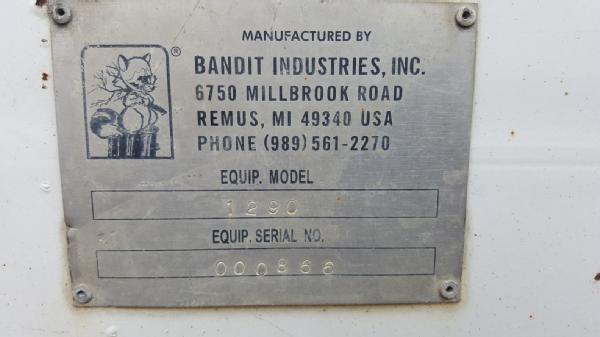 MANUFACTURED BY
®
BANDIT INDUSTRIES, INC.
6750 MILLBROOK ROAD
REMUS, MI 49340 USA
PHONE (989) 561-2270
EQUIP. MODEL
1290
EQUIP. SERIAL NO.
000866